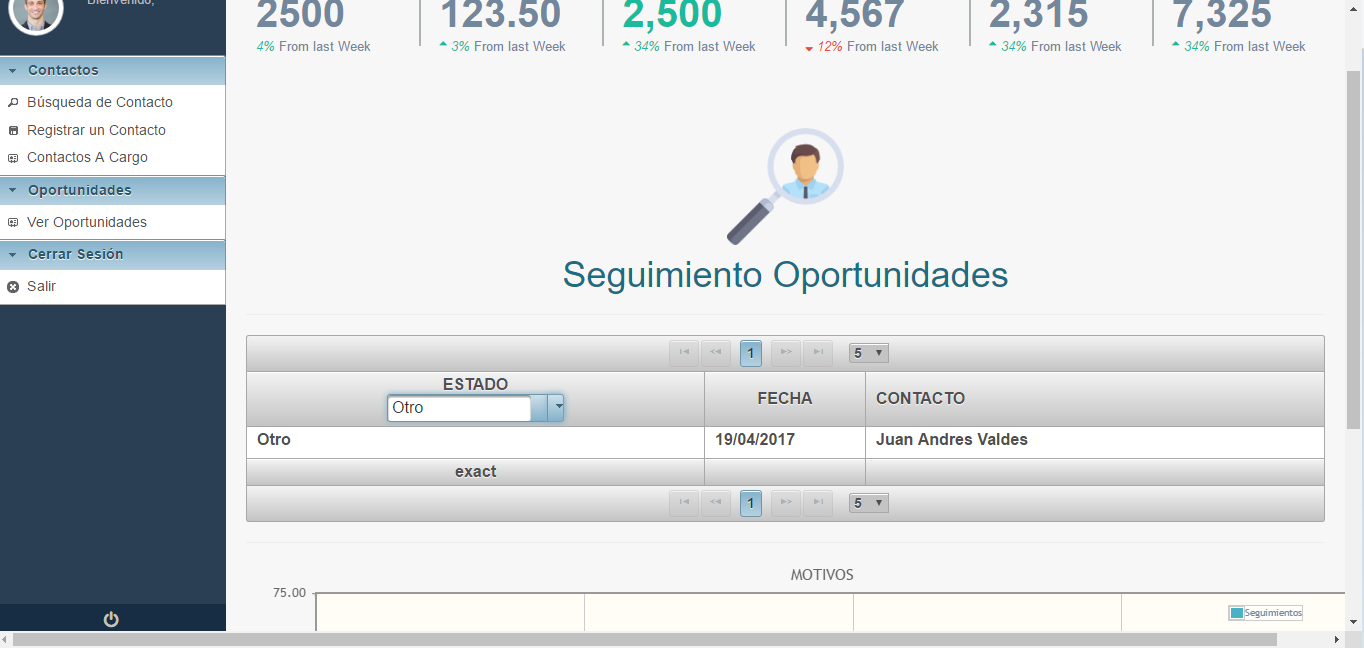 Bienvenido,
2500 123.50 2,500 4,567 2,315 7,325
4% From last Week 3% From last Week 34% From last Week 12% From last Week 34% From last Week 34% From last Week
Contactos
Búsqueda de Contacto
Registrar un Contacto
Contactos A Cargo
Oportunidades
Ver Oportunidades
Cerrar Sesión
Salir
Seguimiento Oportunidades
1 5
ESTADO FECHA CONTACTO
Otro
Otro 19/04/2017 Juan Andres Valdes
exact
1 5
MOTIVOS
75.00
Seguimientos